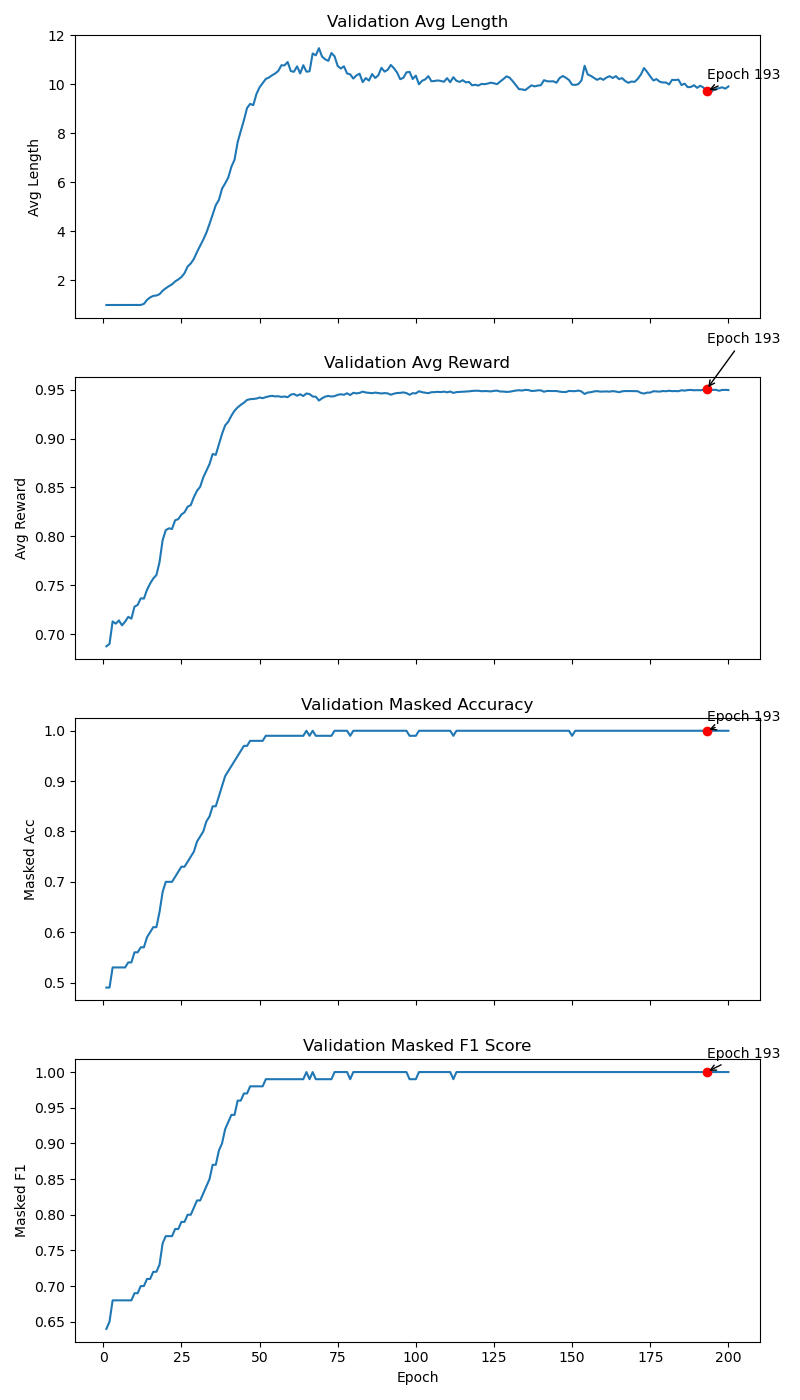 Validation Avg Length
12
10
8
6
4
2
Avg Length
Epoch 193
Validation Avg Reward
0.95
0.90
0.85
0.80
0.75
0.70
Avg Reward
Epoch 193
Validation Masked Accuracy
1.0
0.9
0.8
0.7
0.6
0.5
Masked Acc
Epoch 193
Validation Masked F1 Score
1.00
0.95
0.90
0.85
0.80
0.75
0.70
0.65
Masked F1
Epoch 193
0 25 50 75 100 125 150 175 200
Epoch